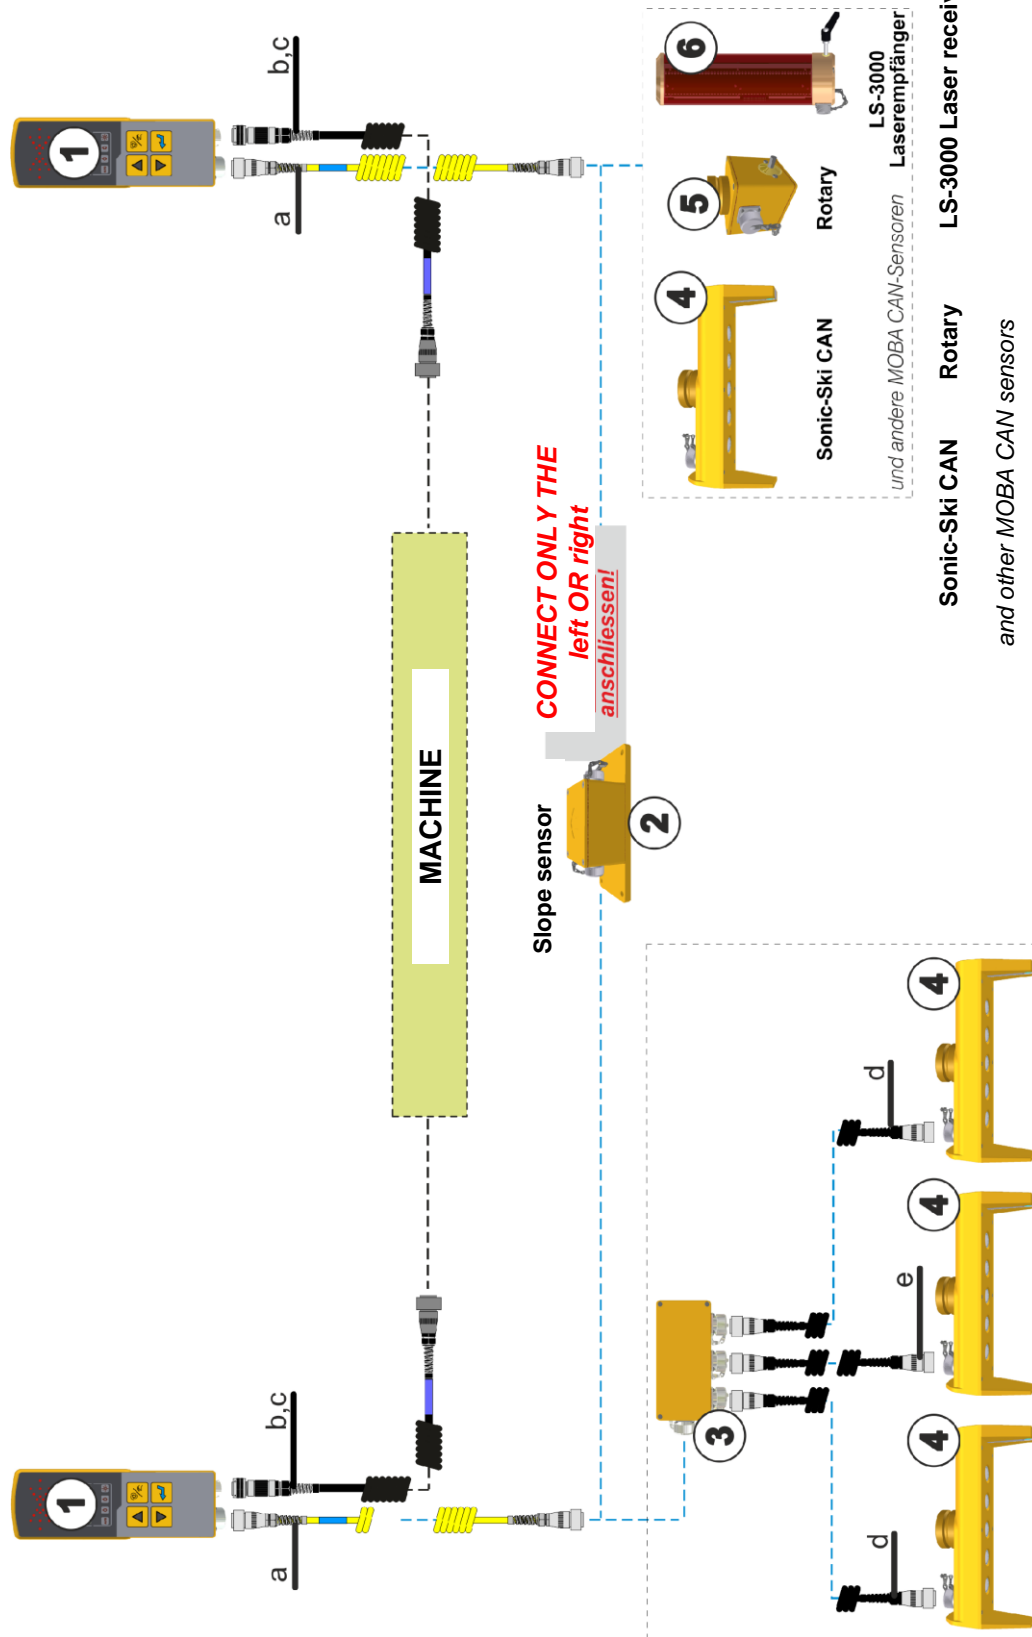 1
a
b,c
1
a
b,c
MACHINE
Slope sensor
2
CONNECT ONLY THE
left OR right
anschliessen!
3
d
e
d
4
4
4
4
5
6
Sonic-Ski CAN
Rotary
LS-3000
Laserempfänger
und andere MOBA CAN-Sensoren
Sonic-Ski CAN
Rotary
LS-3000 Laser recei
and other MOBA CAN sensors